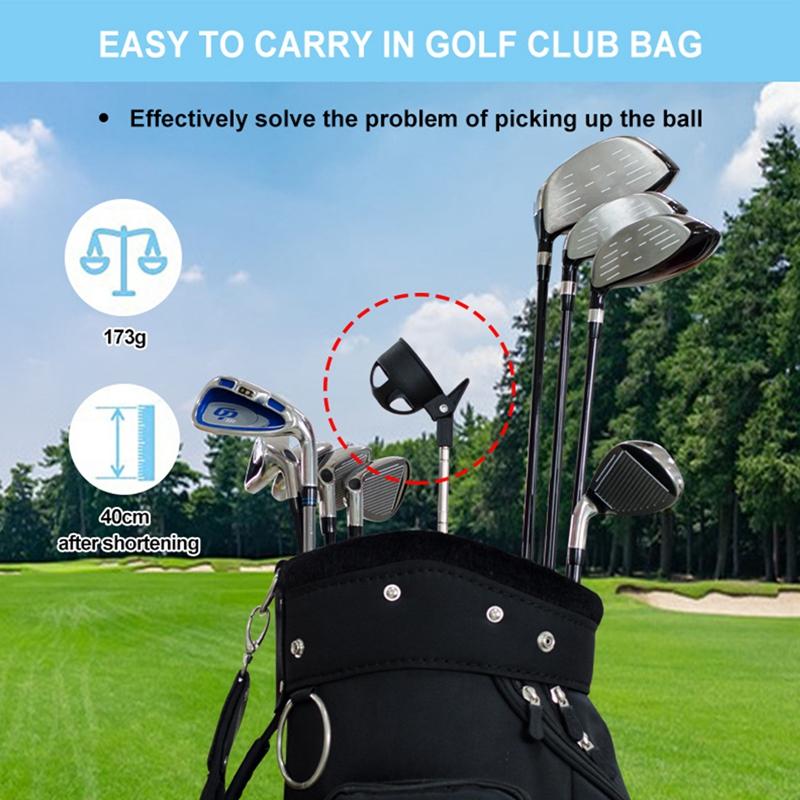 EASY TO CARRY IN GOLF CLUB BAG
• Effectively solve the problem of picking up the ball
173g
40cm
after shortening